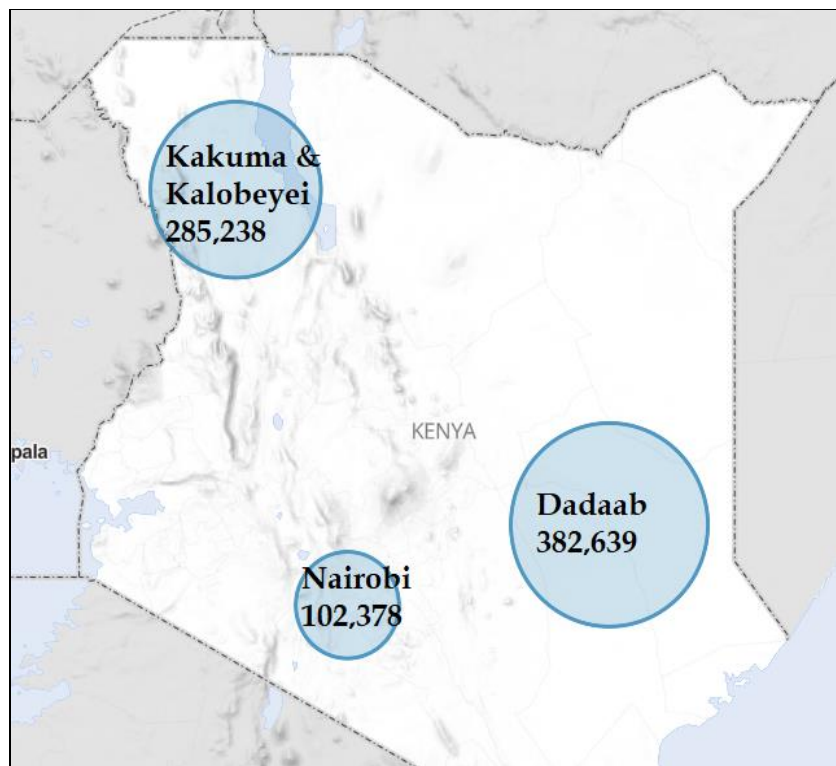 Kakuma &
Kalobeyei
285,238
KENYA
pala
Dadaab
382,639
Nairobi
102,378